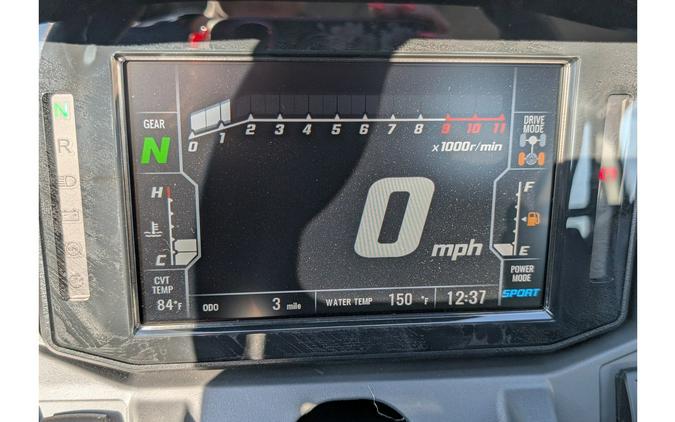 N
R
GEAR
N
H
C
CVT
TEMP
84°F
0 1 2 3 4 5 6 7 8 9 10 11
x1000r/min
0 mph
DRIVE
MODE
F
E
POWER
MODE
SPORT
ODO 3 mile
WATER TEMP 150 °F
12:37